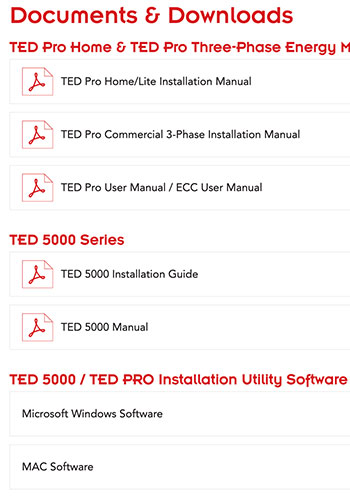 Documents & Downloads
TED Pro Home & TED Pro Three-Phase Energy
TED Pro Home/Lite Installation Manual
TED Pro Commercial 3-Phase Installation Manual
TED Pro User Manual / ECC User Manual
TED 5000 Series
TED 5000 Installation Guide
TED 5000 Manual
TED 5000 / TED PRO Installation Utility Software
Microsoft Windows Software
MAC Software